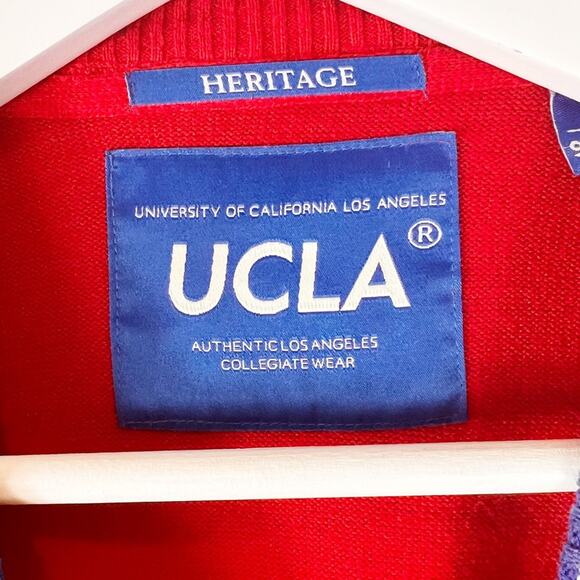 HERITAGE
UNIVERSITY OF CALIFORNIA LOS ANGELES
UCLA®
AUTHENTIC LOS ANGELES
COLLEGIATE WEAR